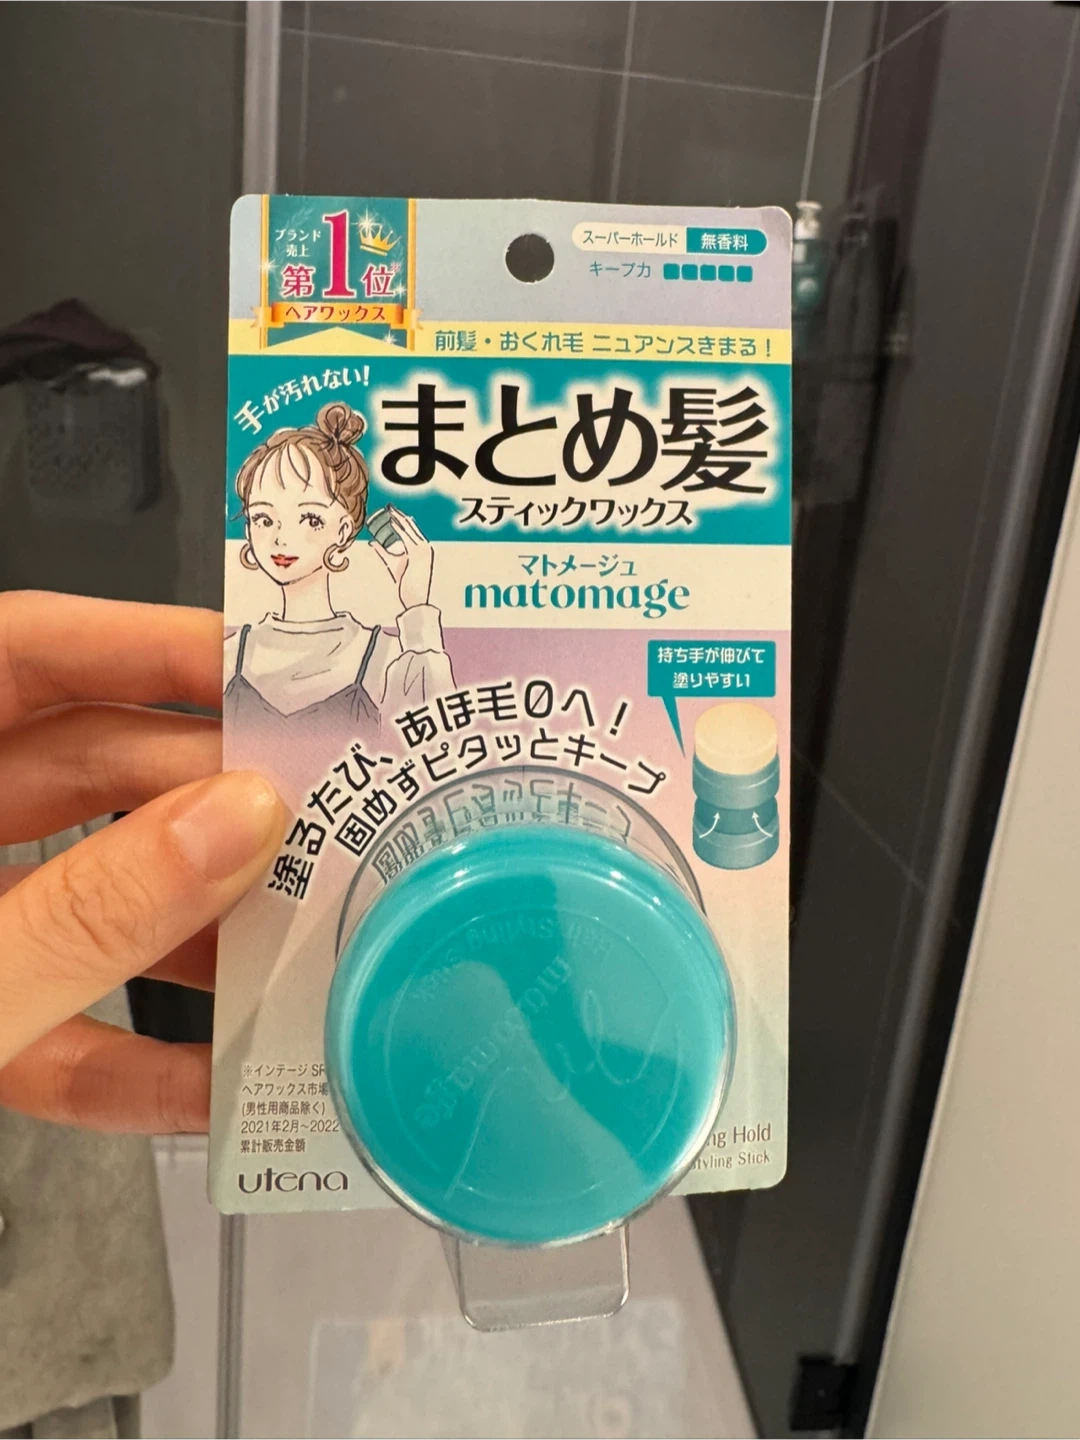 ブランド
売上
第1位※
ヘアワックス
スーパーホールド 無香料
キープ力
前髪・おくれ毛 ニュアンスきまる！
手が汚れない！
まとめ髪
スティックワックス
マトメージュ
matomage
持ち手が伸びて
塗りやすい
塗るたび、あほ毛0へ！
固めずピタッとキープ
※インテージ
ヘアワックス市場
(男性用商品除く)
2021年2月～2022
累計販売金額
utena
Hold
Styling Stick
matomage
Hair Styling Stick